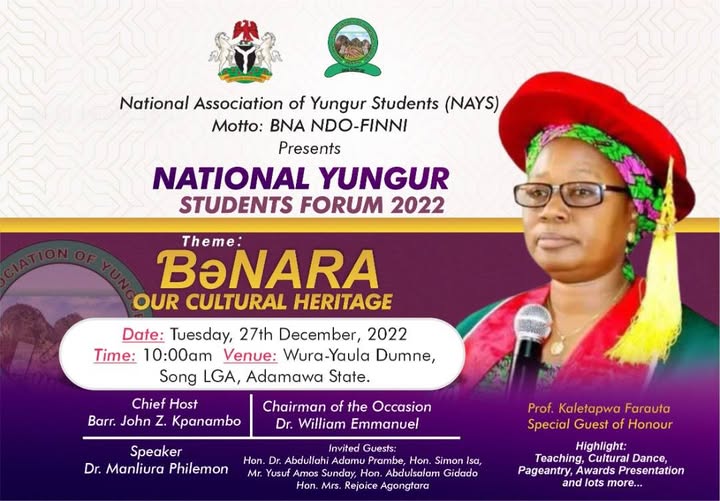 National Association of Yungur Students (NAYS)
Motto: BNA NDO-FINNI
Presents
NATIONAL YUNGUR
STUDENTS FORUM 2022
Theme:
ƁəNARA
OUR CULTURAL HERITAGE
Date: Tuesday, 27th December, 2022
Time: 10:00am Venue: Wura-Yaula Dumne,
Song LGA, Adamawa State.
Chief Host
Barr. John Z. Kpanambo
Chairman of the Occasion
Dr. William Emmanuel
Speaker
Dr. Manliura Philemon
Invited Guests:
Hon. Dr. Abdullahi Adamu Prambe, Hon. Simon Isa,
Mr. Yusuf Amos Sunday, Hon. Abdulsalam Gidado
Hon. Mrs. Rejoice Agongtara
Prof. Kaletapwa Farauta
Special Guest of Honour
Highlight:
Teaching, Cultural Dance,
Pageantry, Awards Presentation
and lots more...